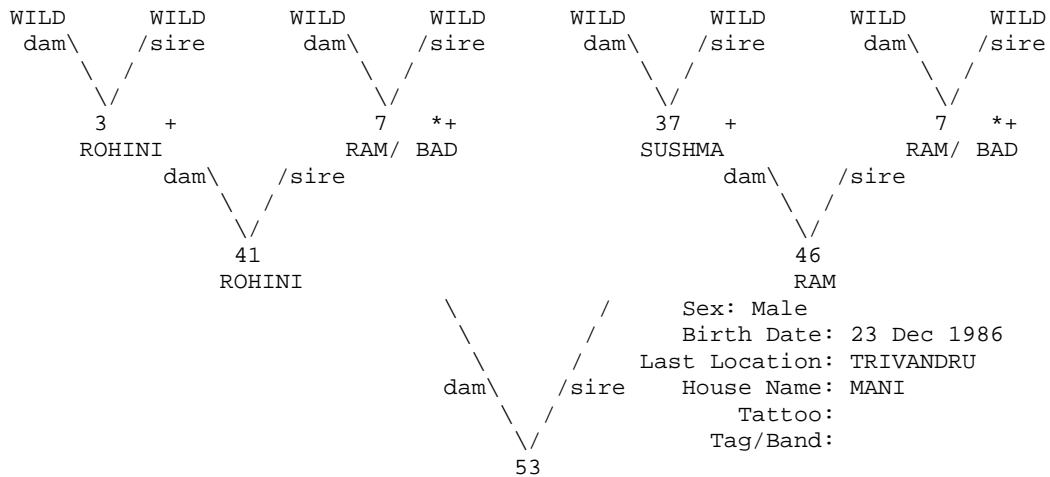 WILD WILD WILD WILD WILD WILD WILD WILD
dam\ /sire dam\ /sire dam\ /sire dam\ /sire
\ / \ / \ / \ /
\ / \ / \ / \ /
\/ \/ \/ \/
3 + 7 *+ 37 + 7 *+
ROHINI RAM/ BAD SUSHMA RAM/ BAD
dam\ /sire dam\ /sire
\ / \ /
\ / \ /
\/ \/
41 46
ROHINI RAM
\ / Sex: Male
\ / Birth Date: 23 Dec 1986
\ / Last Location: TRIVANDRU
dam\ /sire House Name: MANI
\ / Tattoo:
\/ Tag/Band:
53